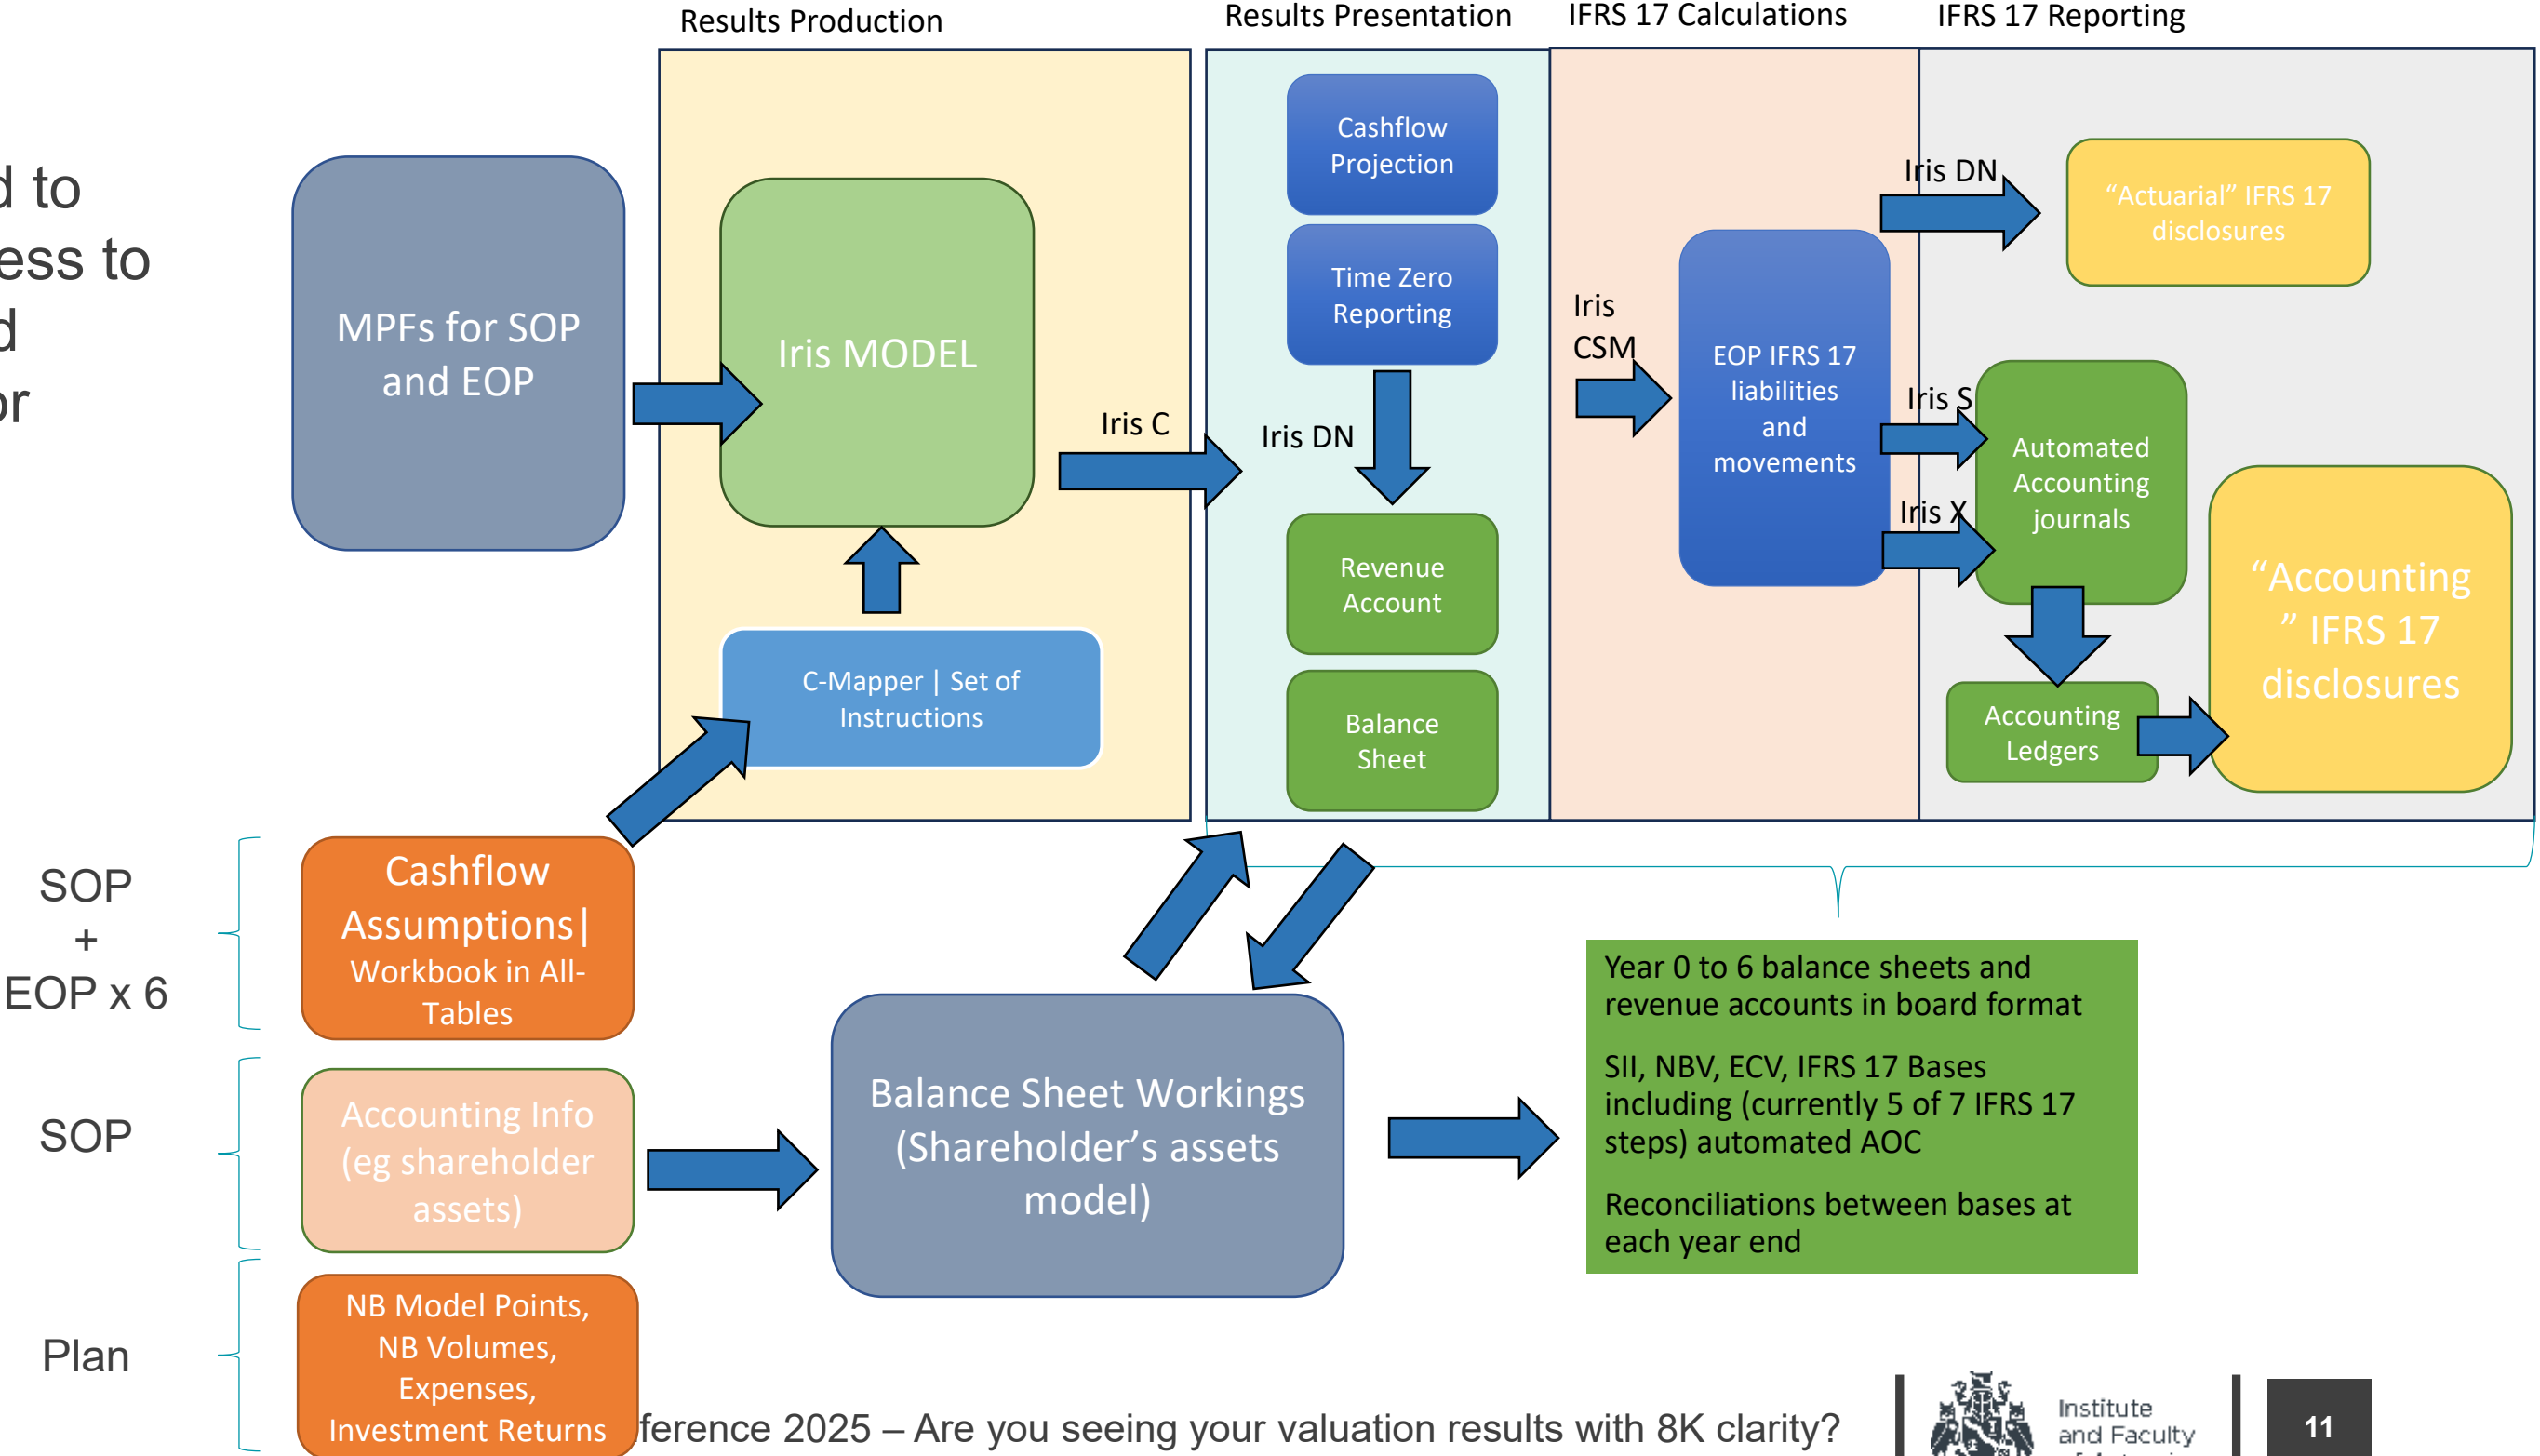 Results Production
Results Presentation
IFRS 17 Calculations
IFRS 17 Reporting
d to
ess to
d
or
MPFs for SOP
and EOP
Iris MODEL
C-Mapper | Set of
Instructions
Iris C
Cashflow
Projection
Time Zero
Reporting
Iris DN
Revenue
Account
Balance
Sheet
Iris
CSM
EOP IFRS 17
liabilities
and
movements
Iris DN
“Actuarial” IFRS 17
disclosures
Iris S
Iris X
Automated
Accounting
journals
Accounting
Ledgers
“Accounting
” IFRS 17
disclosures
SOP
+
EOP x 6
Cashflow
Assumptions|
Workbook in All-
Tables
SOP
Accounting Info
(eg shareholder
assets)
Plan
NB Model Points,
NB Volumes,
Expenses,
Investment Returns
Balance Sheet Workings
(Shareholder’s assets
model)
Year 0 to 6 balance sheets and
revenue accounts in board format
SII, NBV, ECV, IFRS 17 Bases
including (currently 5 of 7 IFRS 17
steps) automated AOC
Reconciliations between bases at
each year end
ference 2025 – Are you seeing your valuation results with 8K clarity?
Institute
and Faculty
11